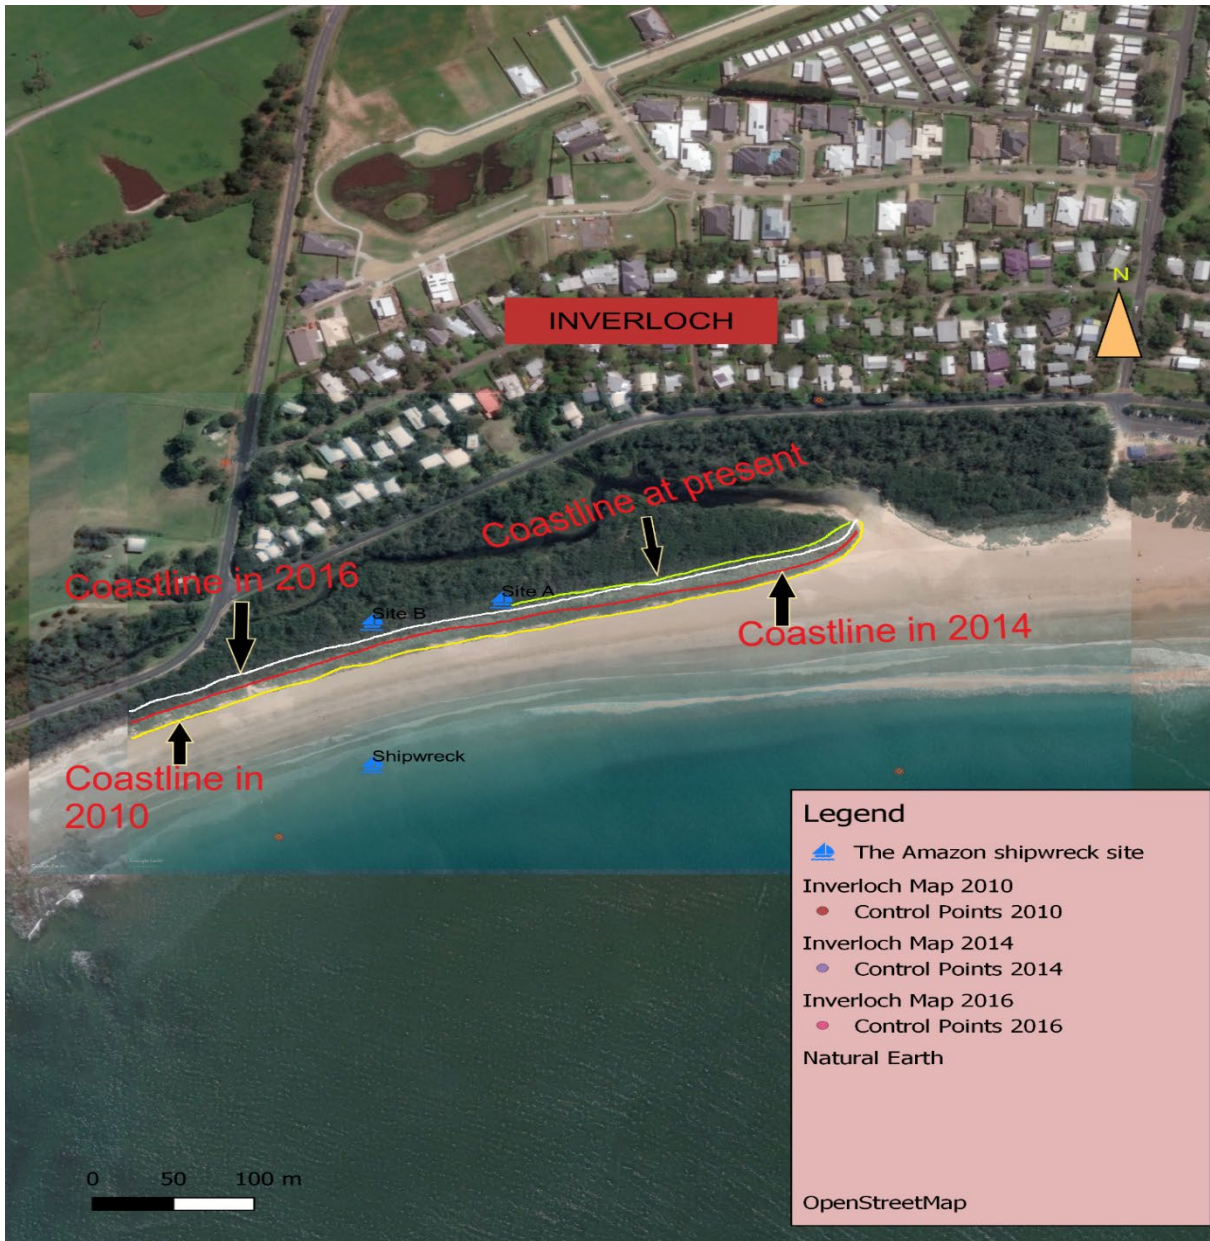 N
INVERLOCH
Coastline at present
Coastline in 2016
Site A
Site B
Coastline in 2014
Shipwreck
Coastline in
2010
Legend
The Amazon shipwreck site
Inverloch Map 2010
Control Points 2010
Inverloch Map 2014
Control Points 2014
Inverloch Map 2016
Control Points 2016
Natural Earth
OpenStreetMap
0 50 100 m